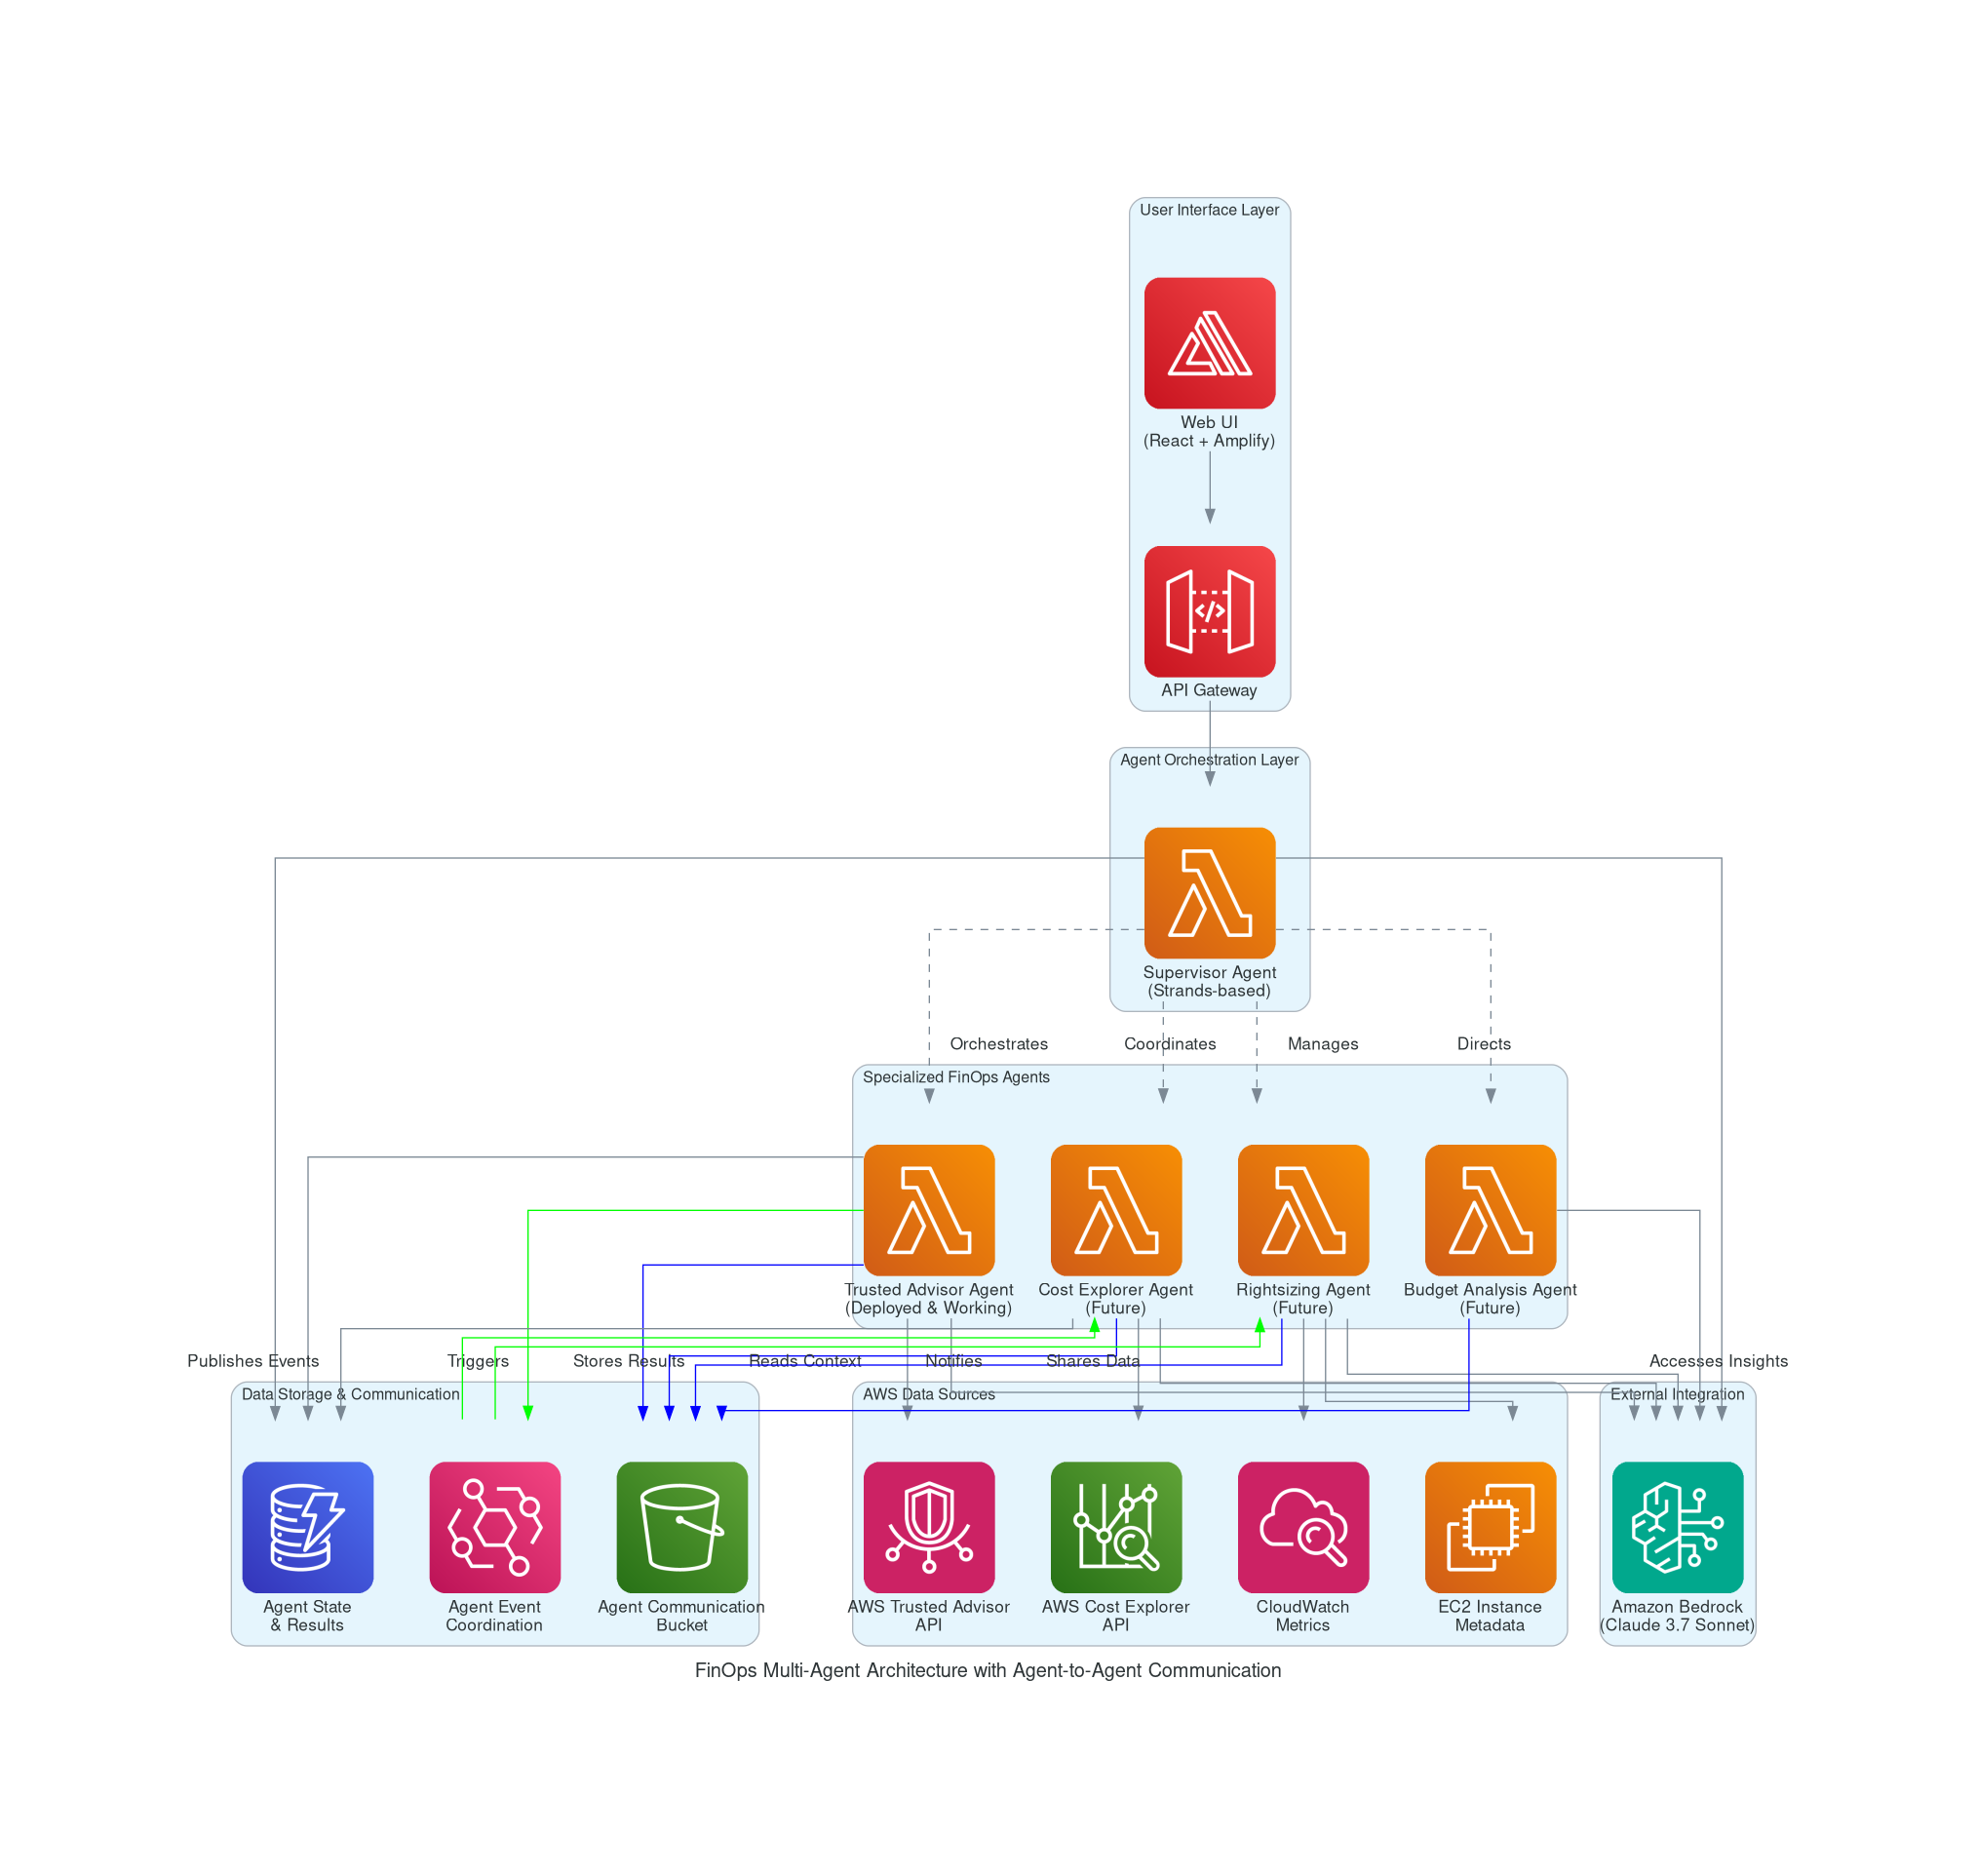 User Interface Layer
Web UI
(React + Amplify)
API Gateway
Agent Orchestration Layer
Supervisor Agent
(Strands-based)
Orchestrates
Coordinates
Manages
Directs
Specialized FinOps Agents
Trusted Advisor Agent
(Deployed & Working)
Cost Explorer Agent
(Future)
Rightsizing Agent
(Future)
Budget Analysis Agent
(Future)
Publishes Events
Triggers
Stores Results
Reads Context
Notifies
Shares Data
Accesses Insights
Data Storage & Communication
AWS Data Sources
External Integration
Agent State
& Results
Agent Event
Coordination
Agent Communication
Bucket
AWS Trusted Advisor
API
AWS Cost Explorer
API
CloudWatch
Metrics
EC2 Instance
Metadata
Amazon Bedrock
(Claude 3.7 Sonnet)
FinOps Multi-Agent Architecture with Agent-to-Agent Communication